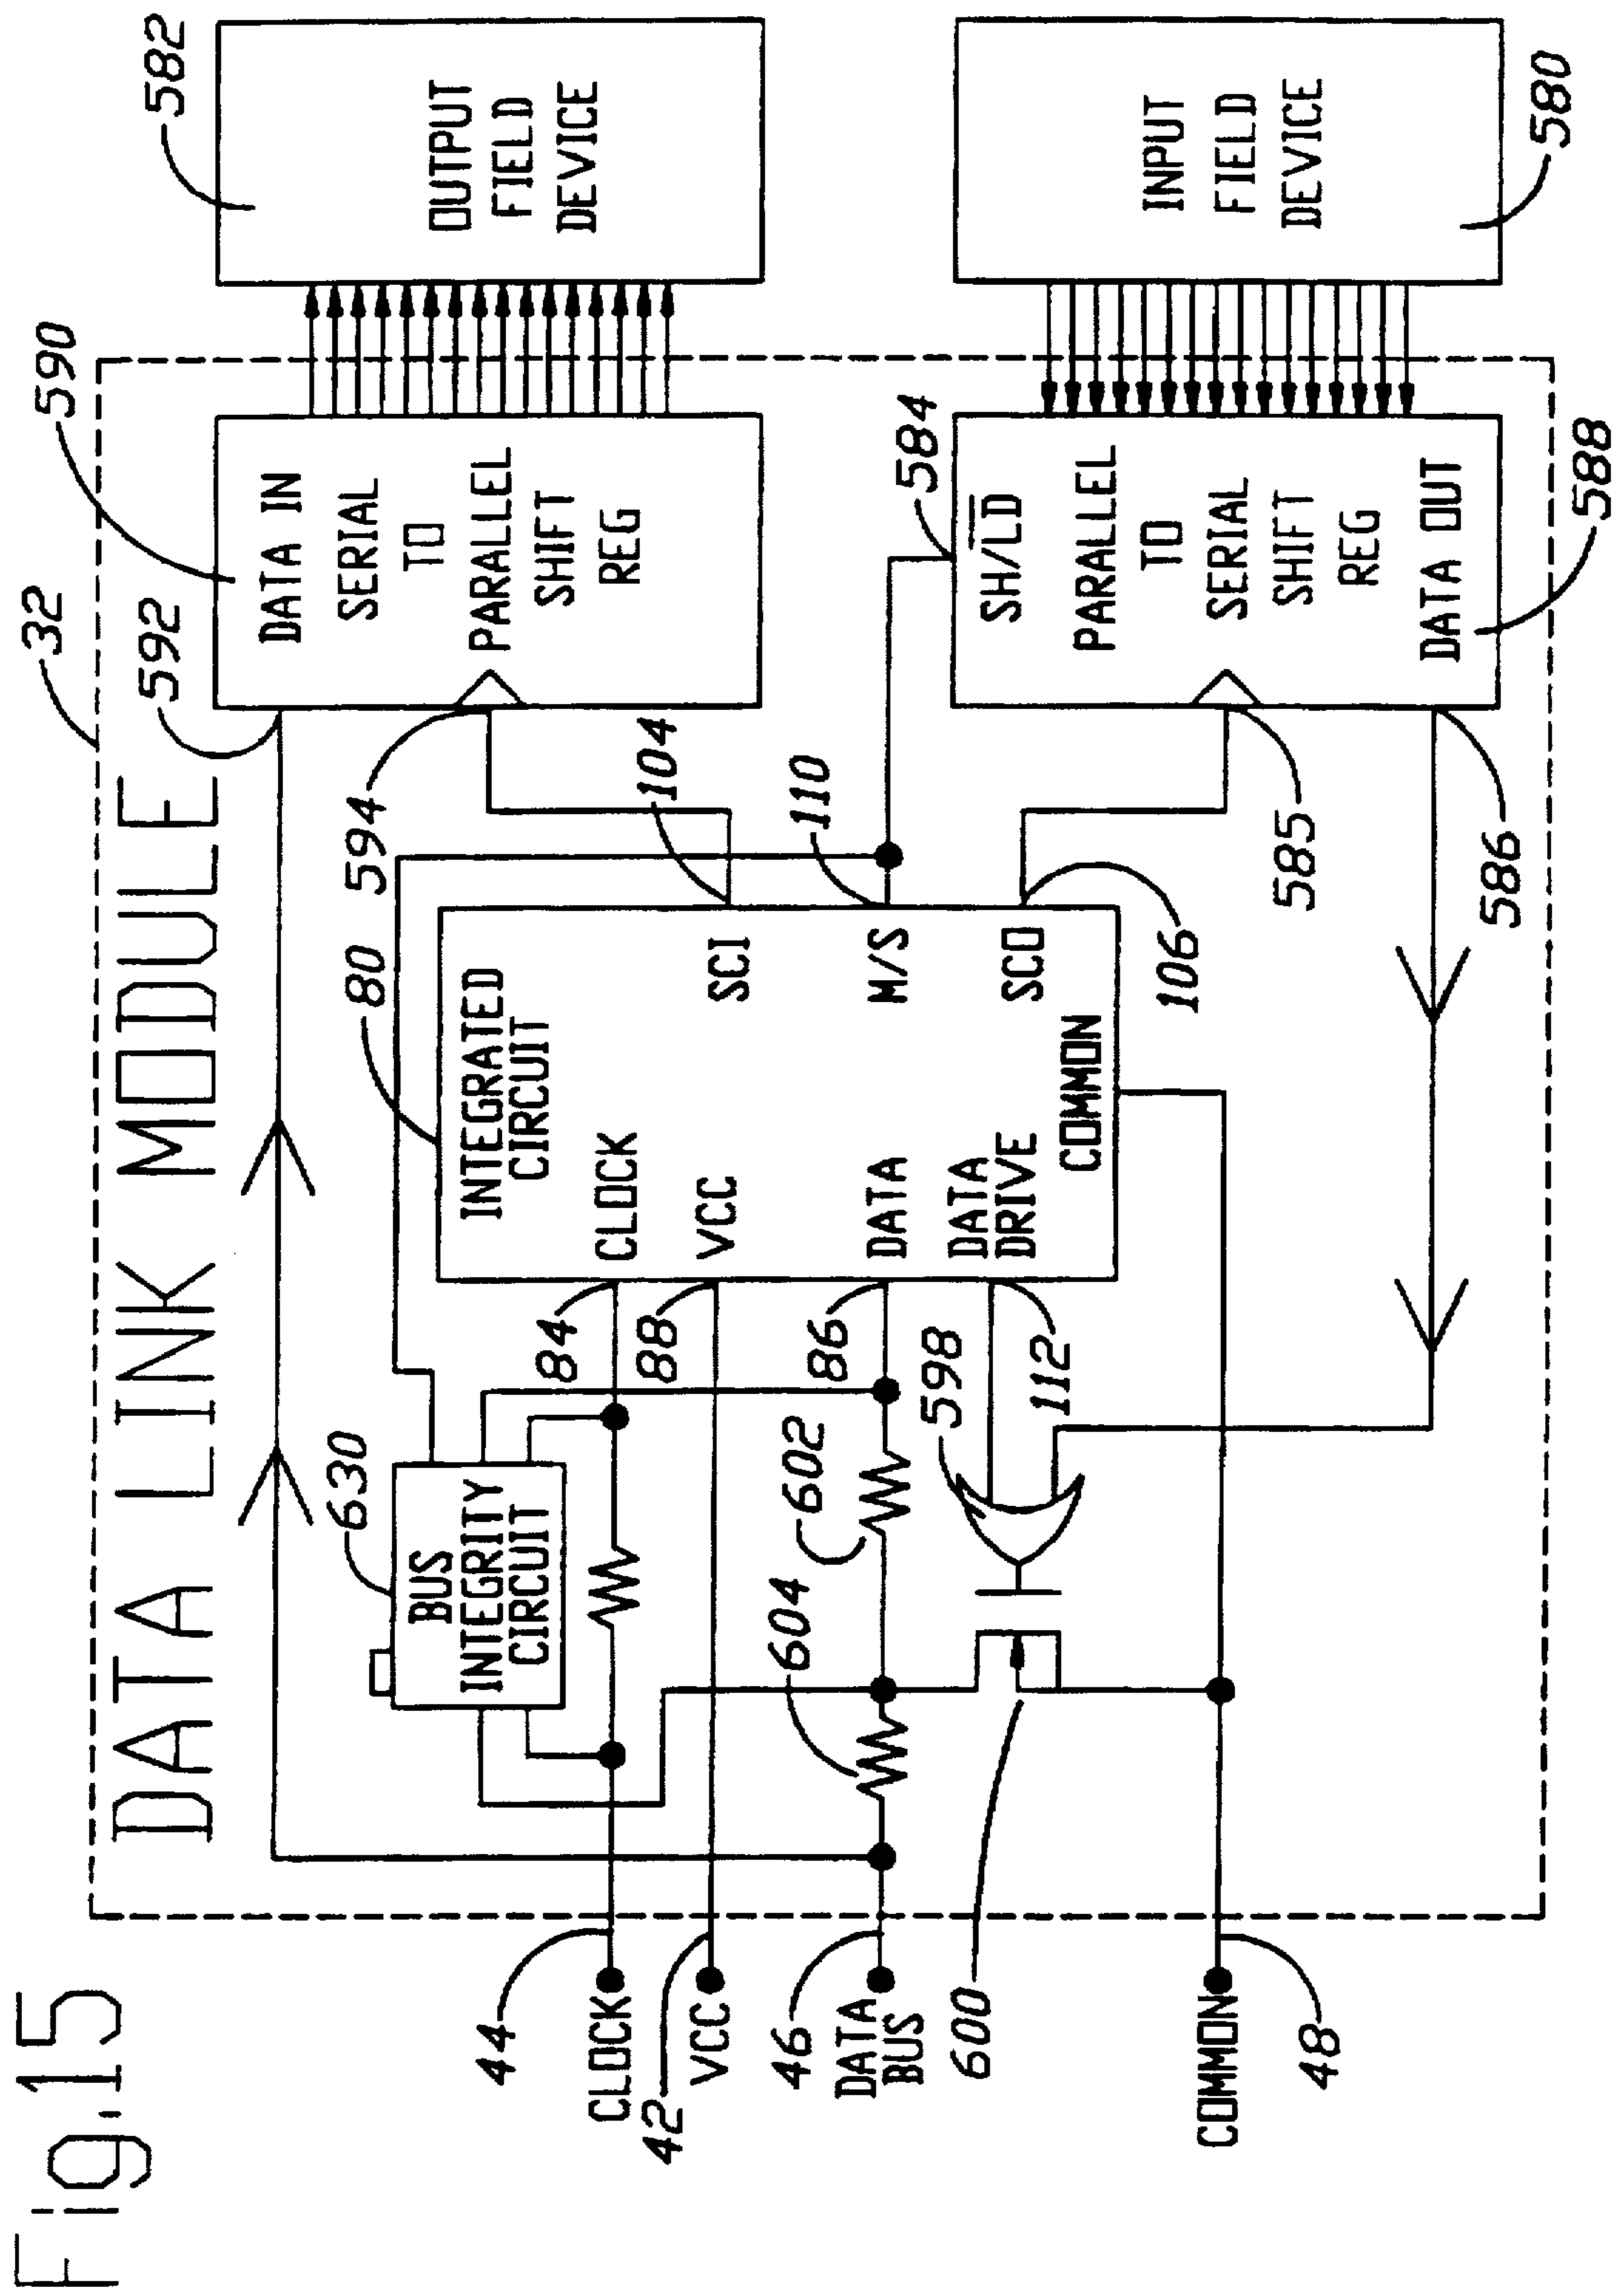 Fig.15
DATA LINK MODULE
32
590
582
592
DATA IN
SERIAL
TO
PARALLEL
SHIFT
REG
OUTPUT
FIELD
DEVICE
594
630
BUS
INTEGRITY
CIRCUIT
80
INTEGRATED
CIRCUIT
CLOCK
VCC
DATA
DATA
DRIVE
COMMON
SCI
M/S
SCO
104
110
106
84
88
86
112
598
602
604
600
44
CLOCK
42
VCC
46
DATA
BUS
COMMON
48
584
SH/LD
PARALLEL
TO
SERIAL
SHIFT
REG
DATA OUT
585
586
588
INPUT
FIELD
DEVICE
580